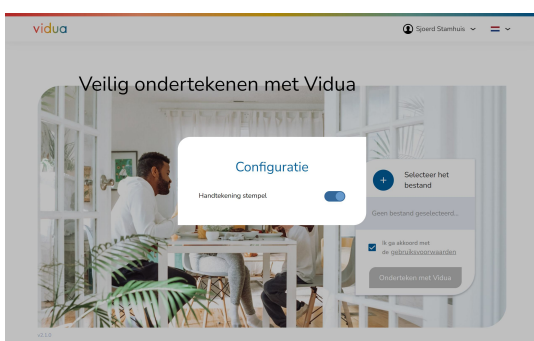 vidua
Sjoerd Stamhuis
Veilig ondertekenen met Vidua
Configuratie
Handtekening stempel
Selecteer het
bestand
Geen bestand geselecteerd...
Ik ga akkoord met
de gebruiksvoorwaarden
Onderteken met Vidua